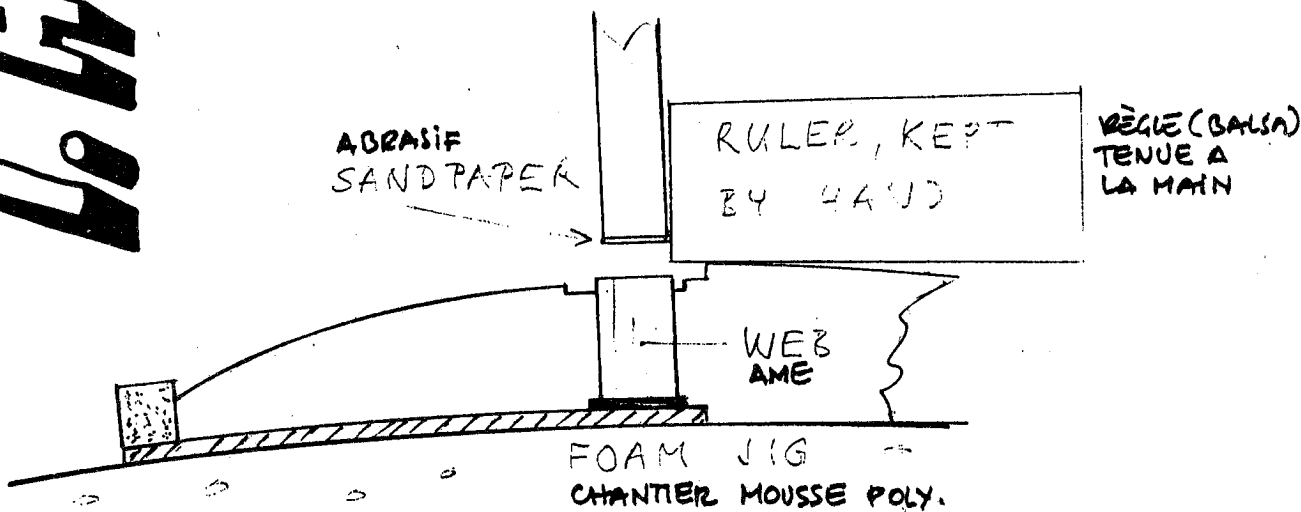 ABRASIF
SANDPAPER
RULER, KEPT
BY HAND
RÈGLE (BALSA)
TENUE A
LA MAIN
WEB
AME
FOAM JIG
CHANTIER MOUSSE POLY.